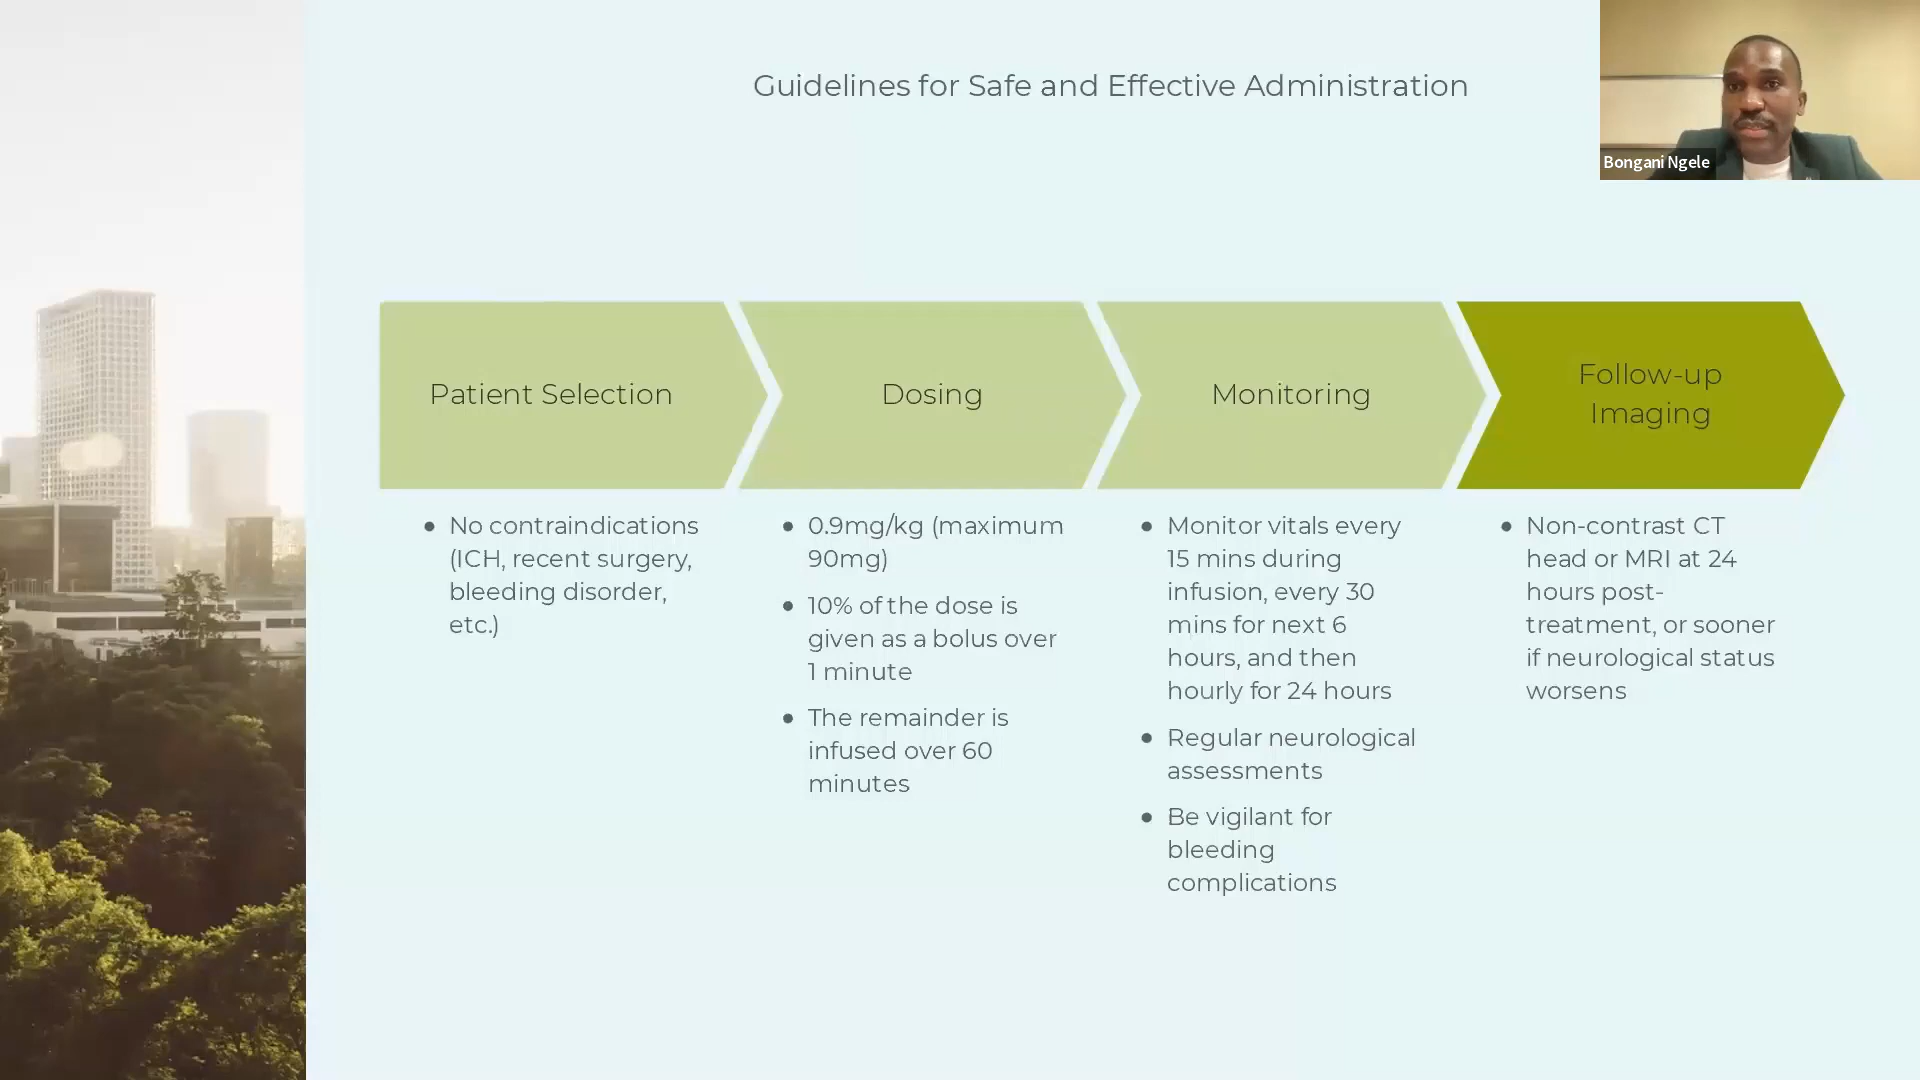 Guidelines for Safe and Effective Administration
Bongani Ngele
Patient Selection
Dosing
Monitoring
Follow-up
Imaging
• No contraindications
(ICH, recent surgery,
bleeding disorder,
etc.)
• 0.9mg/kg (maximum
90mg)
• 10% of the dose is
given as a bolus over
1 minute
• The remainder is
infused over 60
minutes
• Monitor vitals every
15 mins during
infusion, every 30
mins for next 6
hours, and then
hourly for 24 hours
• Regular neurological
assessments
• Be vigilant for
bleeding
complications
• Non-contrast CT
head or MRI at 24
hours post-
treatment, or sooner
if neurological status
worsens